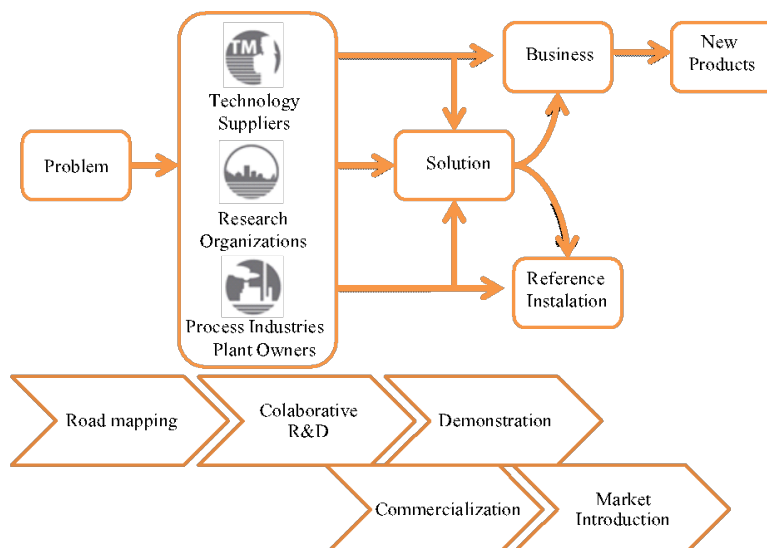 TM
Technology
Suppliers
Business
New
Products
Problem
Solution
Research
Organizations
Reference
Instalation
Process Industries
Plant Owners
Road mapping
Colaborative
R&D
Demonstration
Commercialization
Market
Introduction